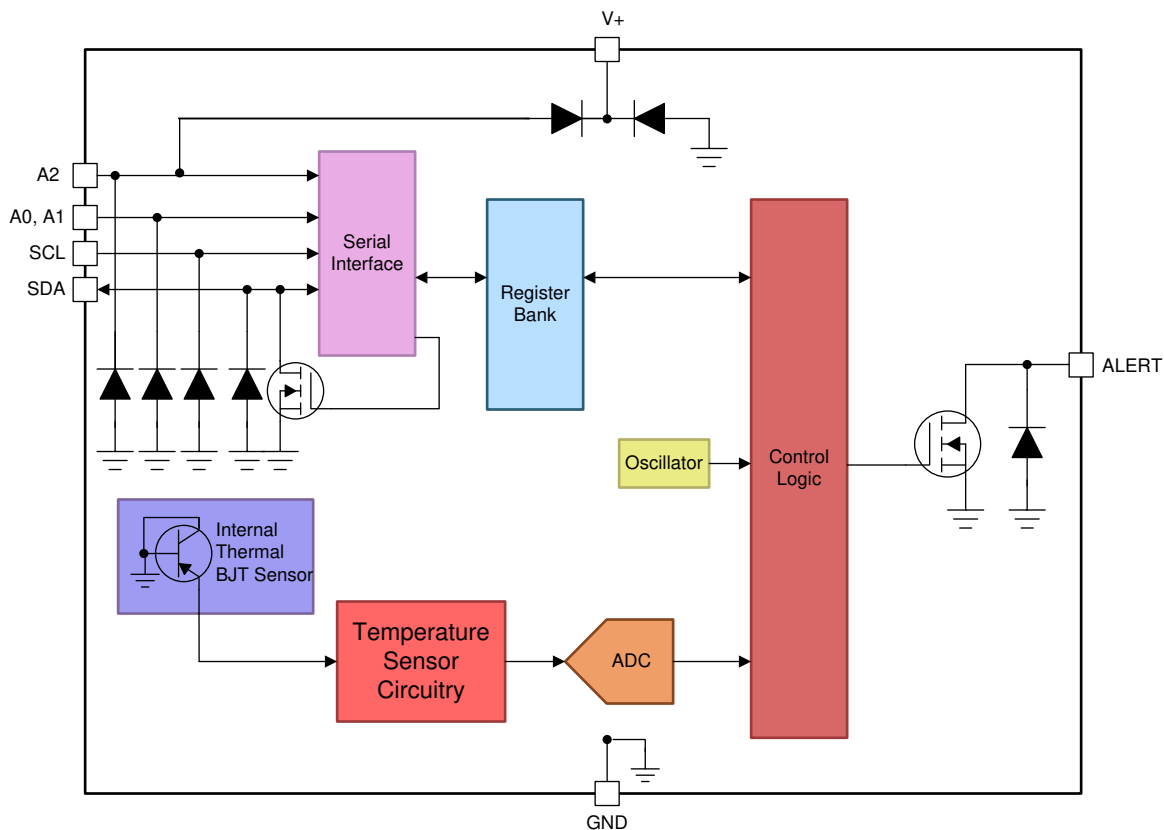 V+
A2
A0, A1
SCL
SDA
Serial
Interface
Register
Bank
ALERT
Oscillator
Control
Logic
Internal
Thermal
BJT Sensor
Temperature
Sensor
Circuitry
ADC
GND